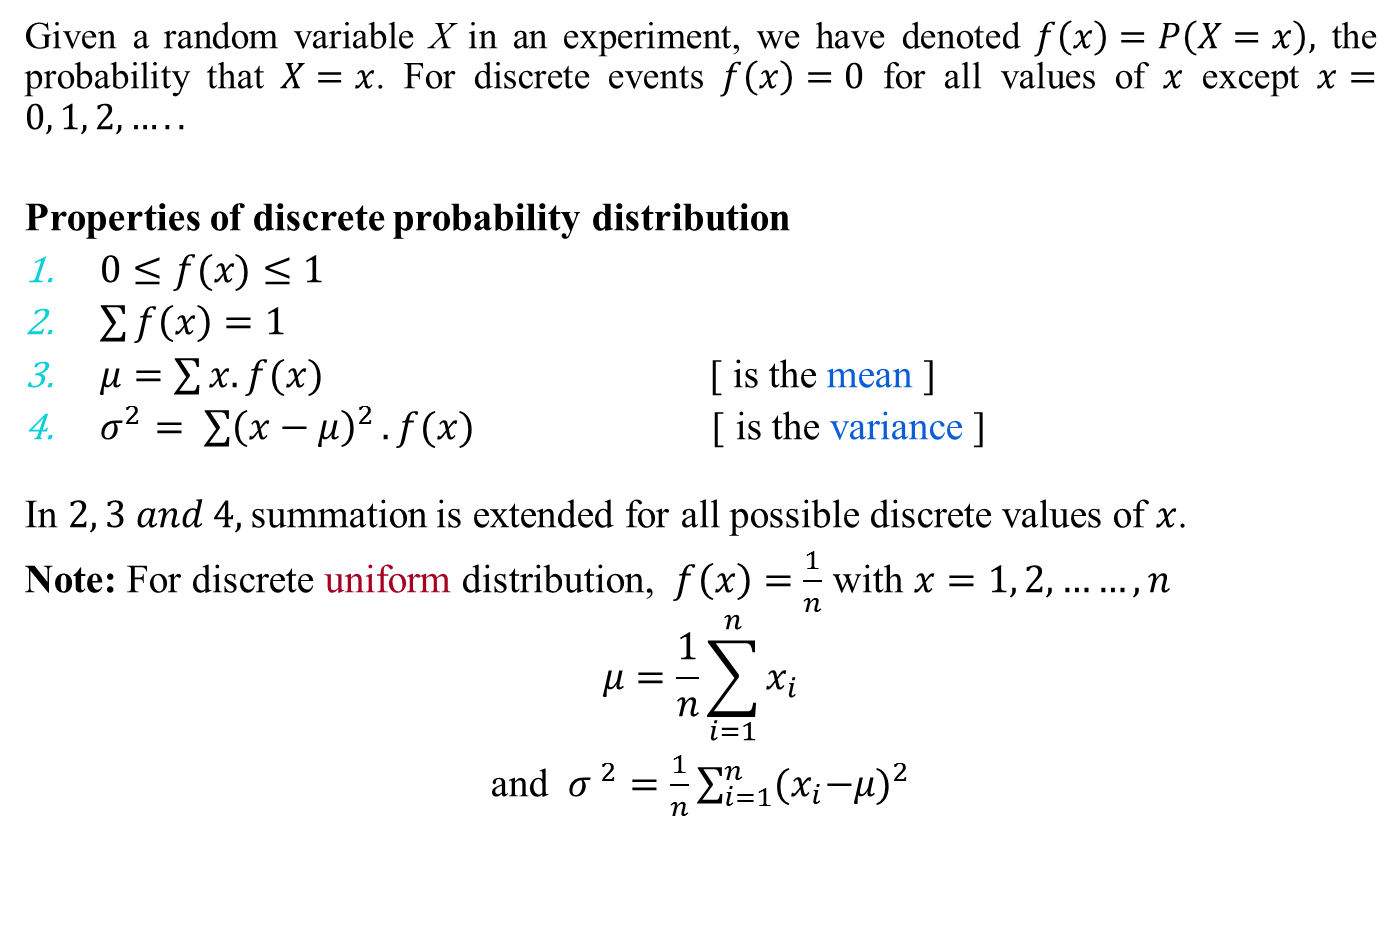 Given a random variable X in an experiment, we have denoted f(x) = P(X = x), the
probability that X = x. For discrete events f(x) = 0 for all values of x except x =
0, 1, 2, … . .
Properties of discrete probability distribution
1. 0 ≤ f(x) ≤ 1
2. ∑ f(x) = 1
3. μ = ∑ x. f(x) [ is the mean ]
4. σ² = ∑(x − μ)² . f(x) [ is the variance ]
In 2, 3 and 4, summation is extended for all possible discrete values of x.
Note: For discrete uniform distribution, f(x) = 1/n with x = 1, 2, … … , n
μ = 1/n ∑_{i=1}^{n} x_i
and σ ² = 1/n ∑_{i=1}^{n} (x_i−μ)²